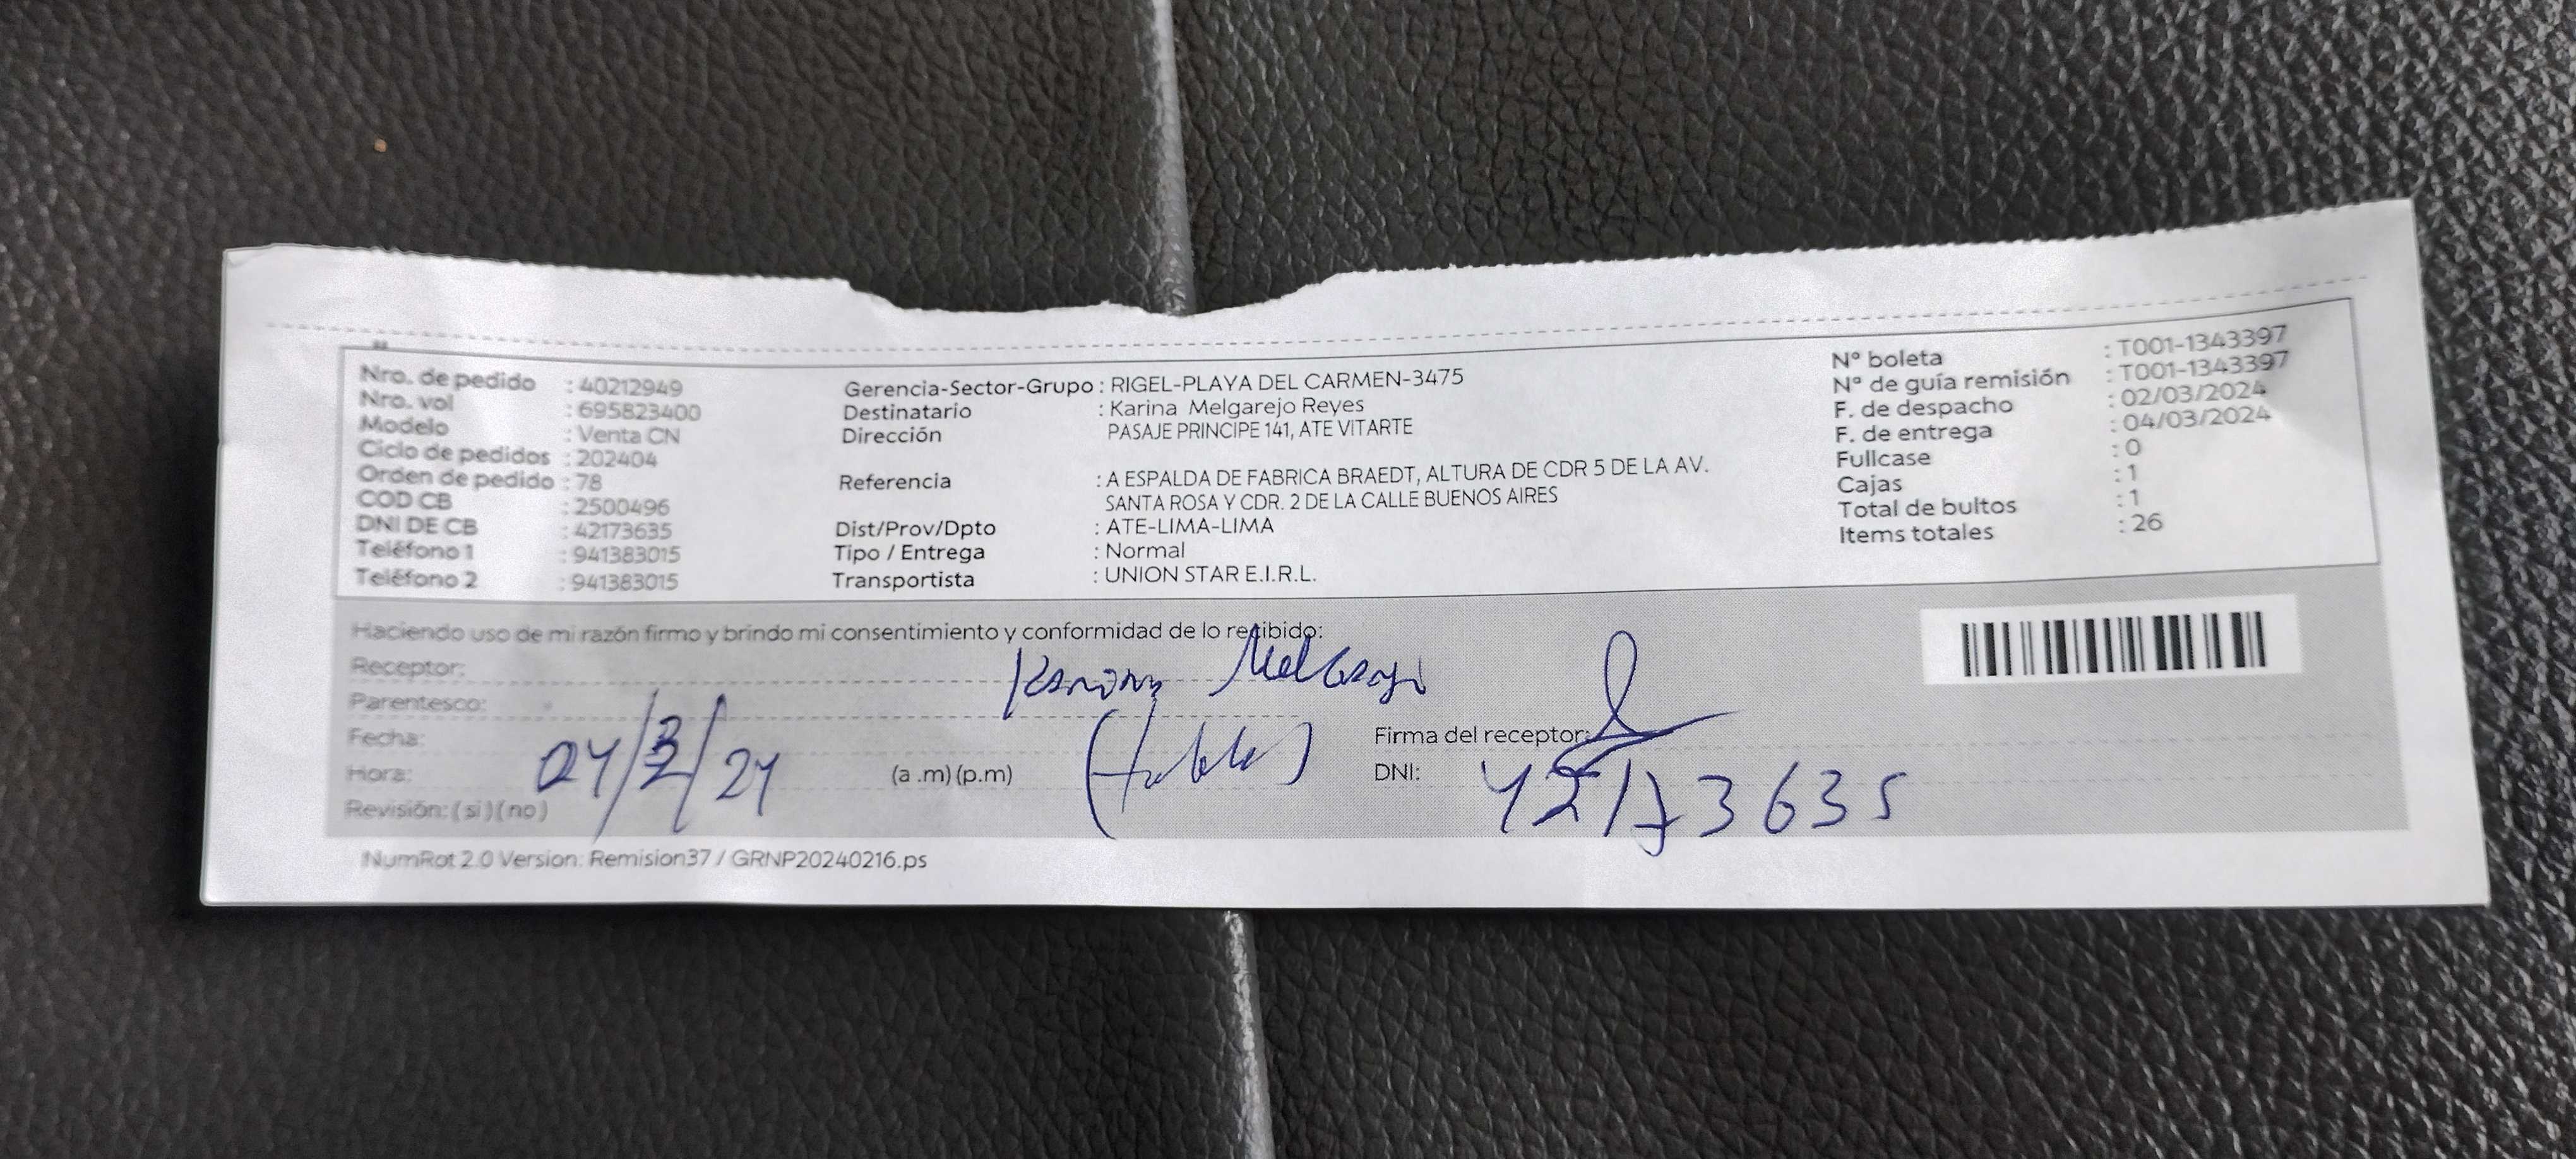 Nro. de pedido : 40212949
Nro. vol : 695823400
Modelo : Venta CN
Ciclo de pedidos : 202404
Orden de pedido : 78
COD CB : 2500496
DNI DE CB : 42173635
Teléfono 1 : 941383015
Teléfono 2 : 941383015
Gerencia-Sector-Grupo : RIGEL-PLAYA DEL CARMEN-3475
Destinatario : Karina Melgarejo Reyes
Dirección PASAJE PRINCIPE 141, ATE VITARTE
Referencia : A ESPALDA DE FABRICA BRAEDT, ALTURA DE CDR 5 DE LA AV.
SANTA ROSA Y CDR. 2 DE LA CALLE BUENOS AIRES
Dist/Prov/Dpto : ATE-LIMA-LIMA
Tipo / Entrega : Normal
Transportista : UNION STAR E.I.R.L.
Nº boleta : T001-1343397
Nº de guía remisión : T001-1343397
F. de despacho : 02/03/2024
F. de entrega : 04/03/2024
Fullcase : 0
Cajas : 1
Total de bultos : 1
Items totales : 26
Haciendo uso de mi razón firmo y brindo mi consentimiento y conformidad de lo recibido:
Receptor: Karina
Parentesco:
Fecha: 04/3/24
Firma del receptor:
Hora: (a .m) (p.m)
DNI: 42173635
Revisión: ( si ) ( no )
NumRot 2.0 Version: Remision37 / GRNP20240216.ps